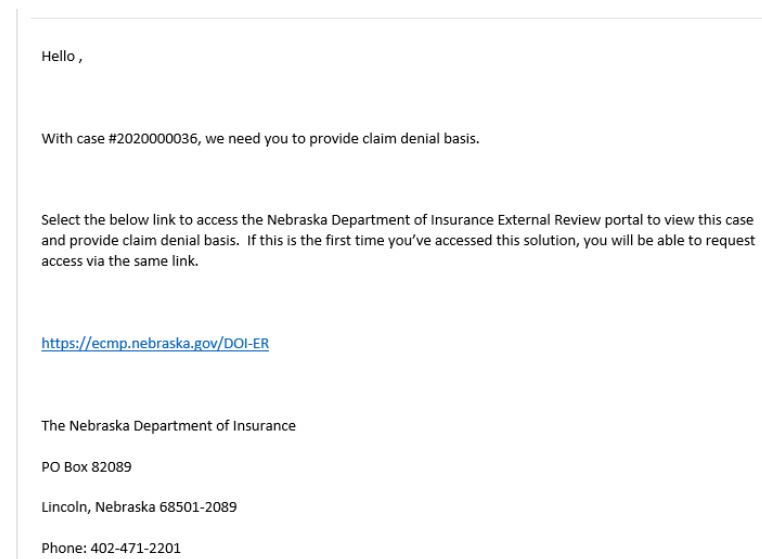 Hello ,
With case #2020000036, we need you to provide claim denial basis.
Select the below link to access the Nebraska Department of Insurance External Review portal to view this case
and provide claim denial basis.  If this is the first time you’ve accessed this solution, you will be able to request
access via the same link.
https://ecmp.nebraska.gov/DOI-ER
The Nebraska Department of Insurance
PO Box 82089
Lincoln, Nebraska 68501-2089
Phone: 402-471-2201